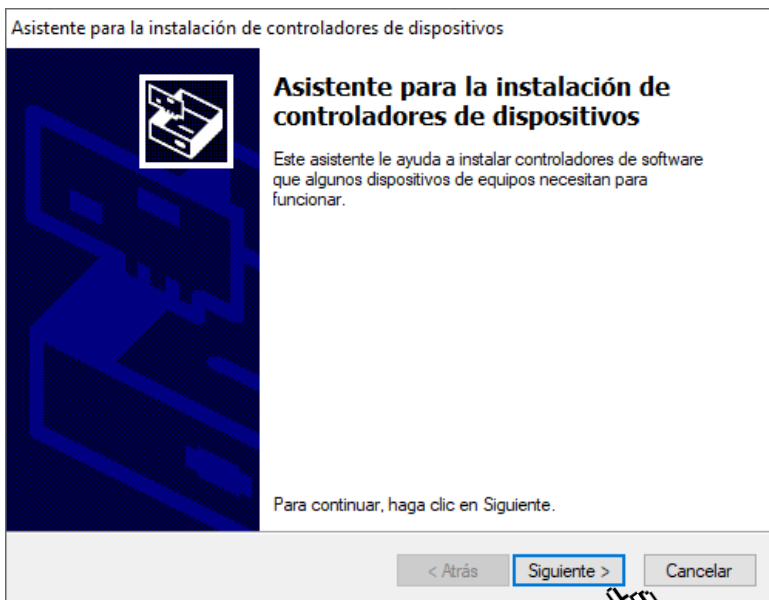 Asistente para la instalación de controladores de dispositivos
Asistente para la instalación de
controladores de dispositivos
Este asistente le ayuda a instalar controladores de software
que algunos dispositivos de equipos necesitan para
funcionar.
Para continuar, haga clic en Siguiente.
< Atrás
Siguiente >
Cancelar